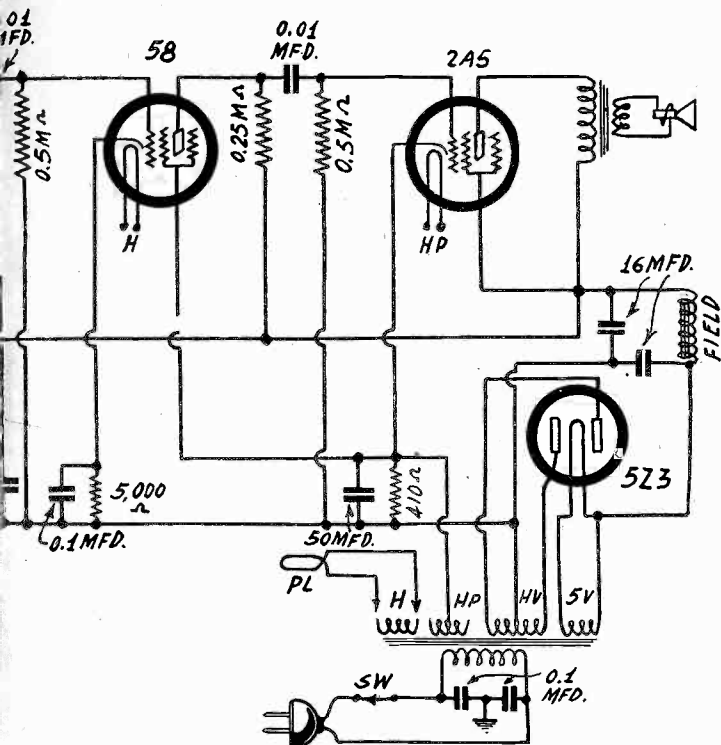 01
MFD.
58
0.01
MFD.
2A5
0.5MΩ
0.25MΩ
0.5MΩ
H
HP
16MFD.
FIELD
5Z3
5,000
Ω
0.1MFD.
50MFD.
410Ω
PL
H
HP
HV
5V
SW
0.1
MFD.